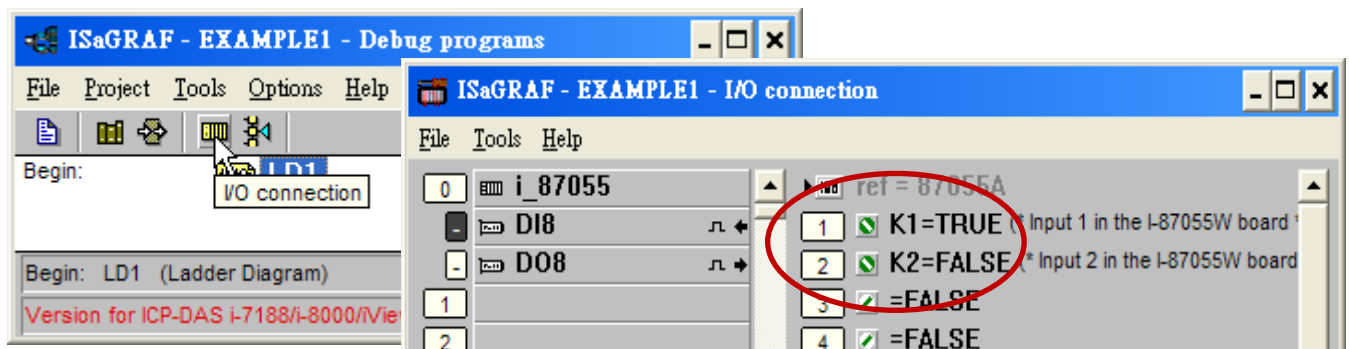 ISaGRAF - EXAMPLE1 - Debug programs
File Project Tools Options Help
Begin:
LD1
I/O connection
Begin: LD1 (Ladder Diagram)
Version for ICP-DAS i-7188/i-8000/iVie
ISaGRAF - EXAMPLE1 - I/O connection
File Tools Help
0 i_87055
- DI8
- DO8
1
2
ref = 87055A
1 K1=TRUE (* Input 1 in the I-87055W board *
2 K2=FALSE (* Input 2 in the I-87055W board
3 =FALSE
4 =FALSE